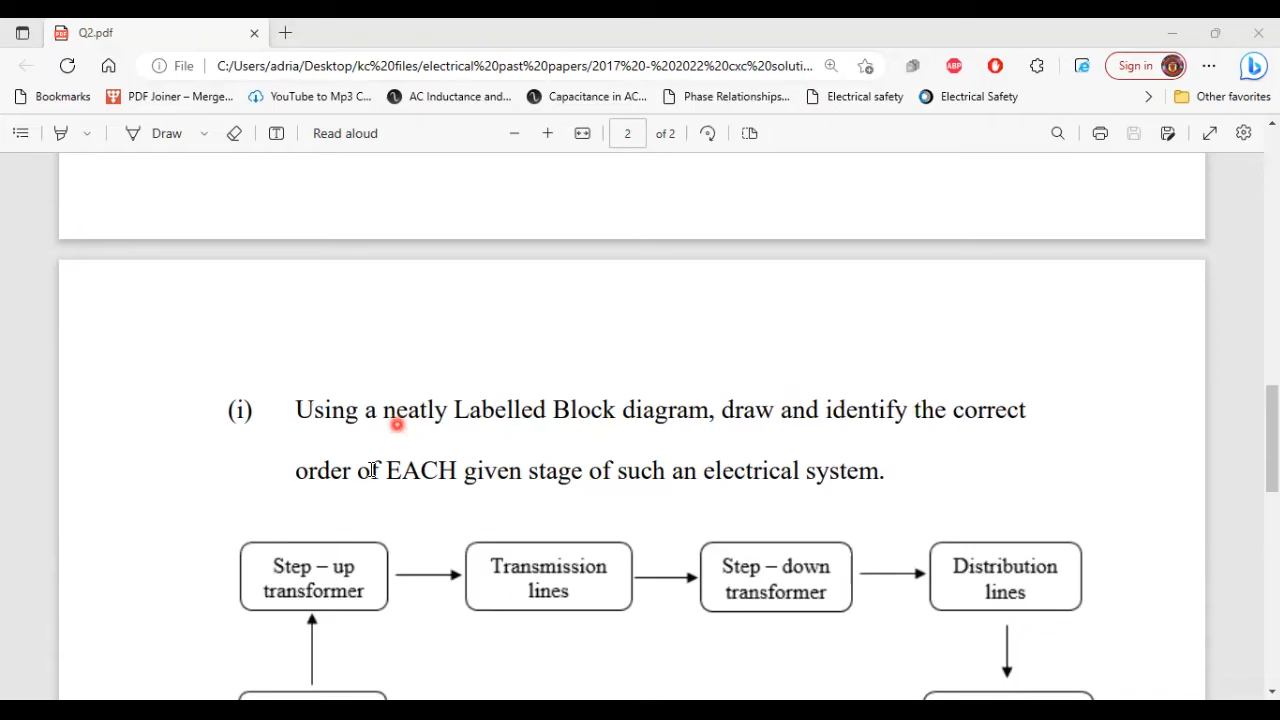 Q2.pdf
File
C:/Users/adria/Desktop/kc%20files/electrical%20past%20papers/2017%20-%202022%20cxc%20soluti...
Sign in
Bookmarks
PDF Joiner – Merge...
YouTube to Mp3 C...
AC Inductance and...
Capacitance in AC...
Phase Relationships...
Electrical safety
Electrical Safety
Other favorites
Draw
Read aloud
2 of 2
(i) Using a neatly Labelled Block diagram, draw and identify the correct
order of EACH given stage of such an electrical system.
Step – up
transformer
Transmission
lines
Step – down
transformer
Distribution
lines